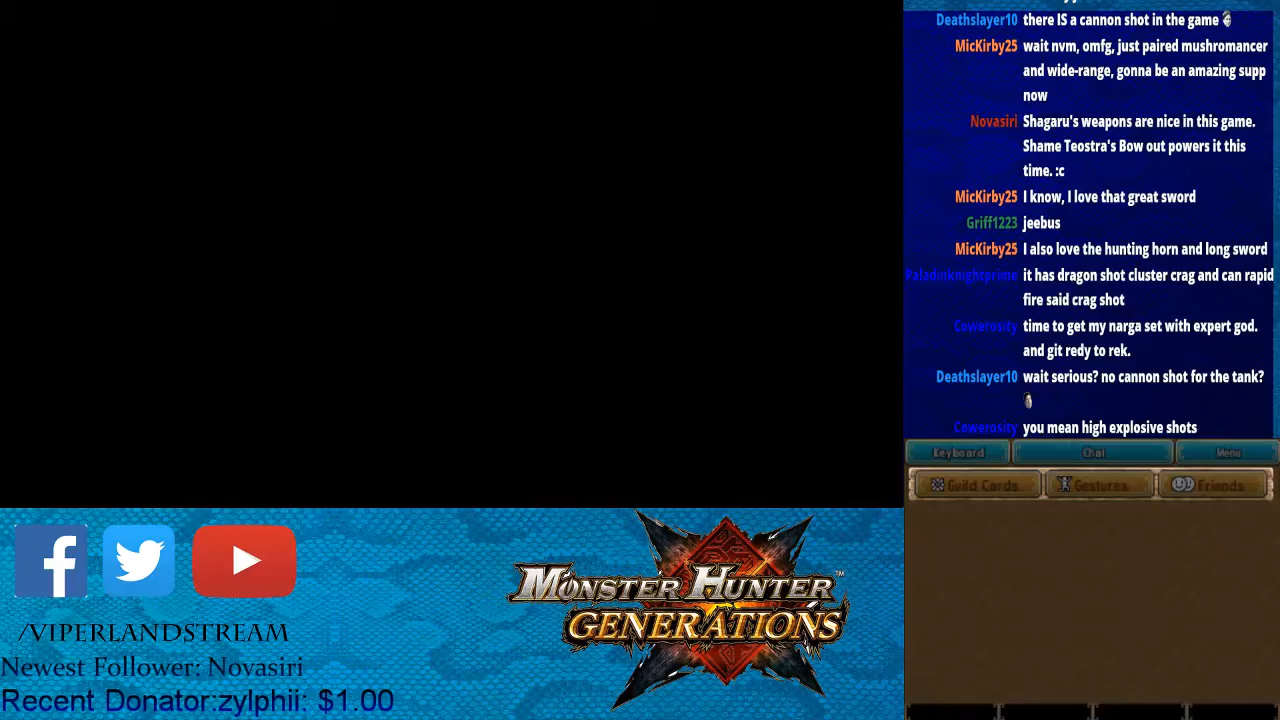 Deathslayer10 there IS a cannon shot in the game
MicKirby25 wait nvm, omfg, just paired mushromancer
and wide-range, gonna be an amazing supp
now
Novasiri Shagaru's weapons are nice in this game.
Shame Teostra's Bow out powers it this
time. :c
MicKirby25 I know, I love that great sword
Griff1223 jeebus
MicKirby25 I also love the hunting horn and long sword
Paladinknightprime it has dragon shot cluster crag and can rapid
fire said crag shot
Cowerosity time to get my narga set with expert god.
and git redy to rek.
Deathslayer10 wait serious? no cannon shot for the tank?
Cowerosity you mean high explosive shots
Keyboard Chat Menu
Guild Cards Gestures Friends
MONSTER HUNTER™
GENERATIONS
/VIPERLANDSTREAM
Newest Follower: Novasiri
Recent Donator:zylphii: $1.00